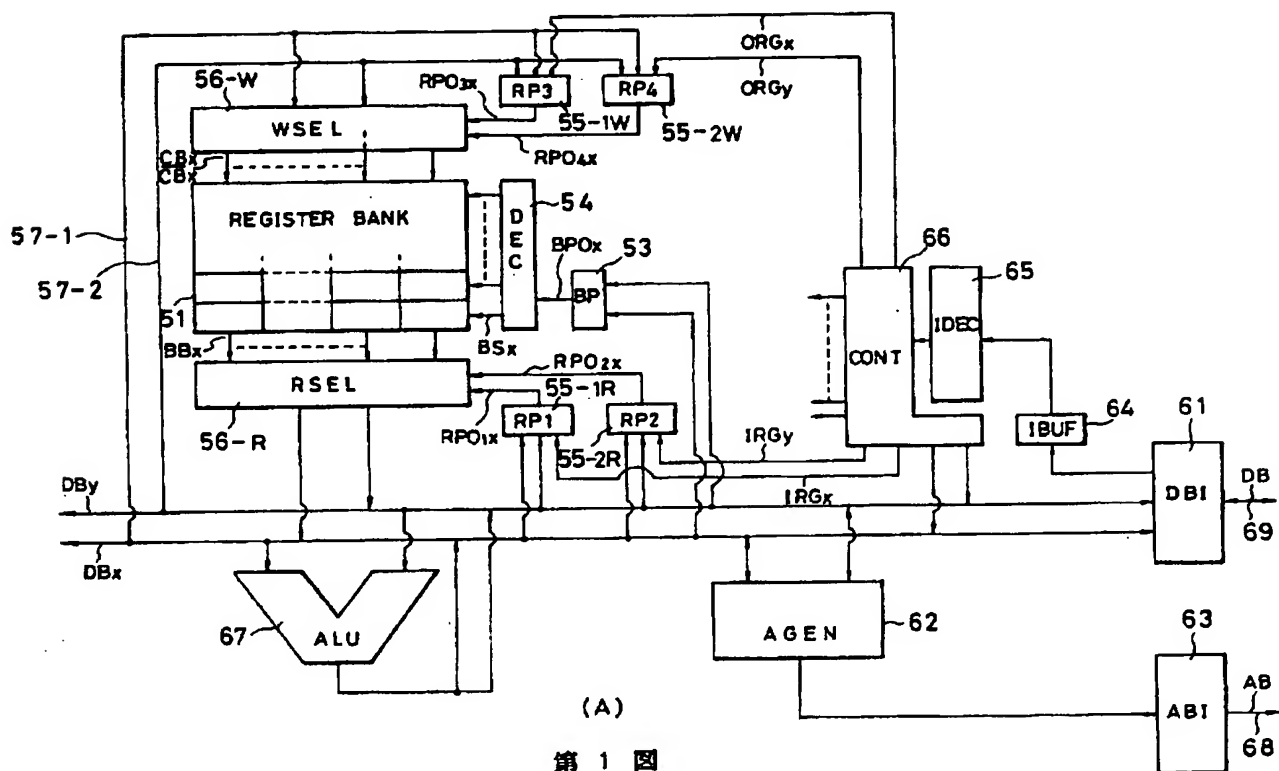 ORGx
ORGy
56-W
RPO3x
RP3
RP4
55-1W
55-2W
WSEL
RPO4x
CBx
CBx
REGISTER BANK
DEC
54
BPOx
53
BP
66
65
57-1
57-2
51
BBx
BSx
IDEC
CONT
RPO2x
RSEL
55-1R
RP1
RP2
RPO1x
56-R
55-2R
IRGy
IRGx
64
IBUF
61
DBI
DB
69
DBy
DBx
67
ALU
AGEN
62
63
ABI
AB
68
(A)
第 1 図